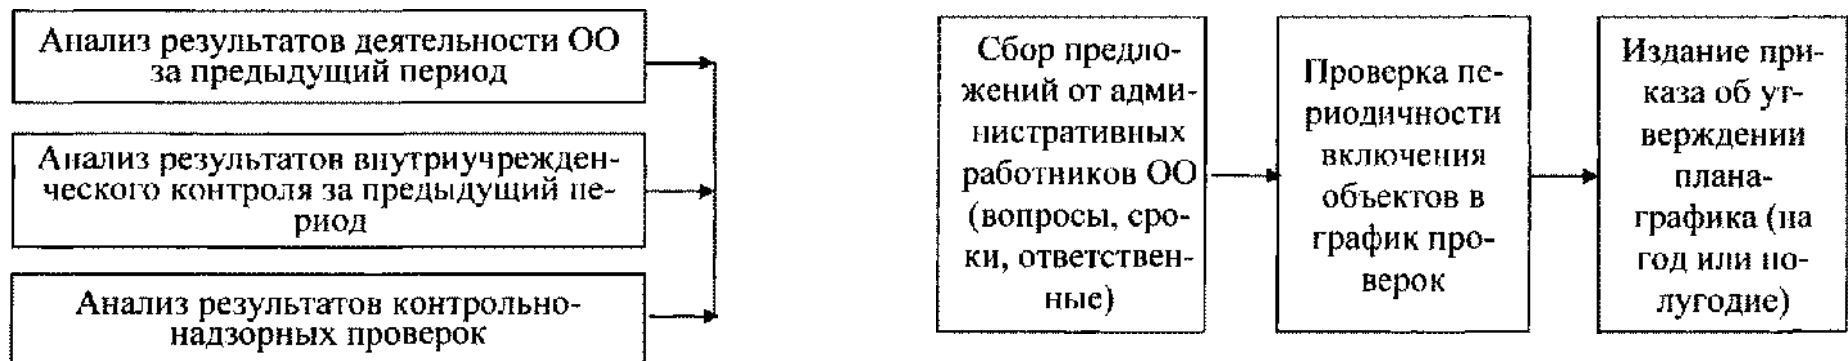 Анализ результатов деятельности ОО
за предыдущий период
Анализ результатов внутриучрежден-
ческого контроля за предыдущий пе-
риод
Анализ результатов контрольно-
надзорных проверок
Сбор предло-
жений от адми-
нистративных
работников ОО
(вопросы, сро-
ки, ответствен-
ные)
Проверка пе-
риодичности
включения
объектов в
график про-
верок
Издание при-
каза об ут-
верждении
плана-
графика (на
год или по-
лугодие)